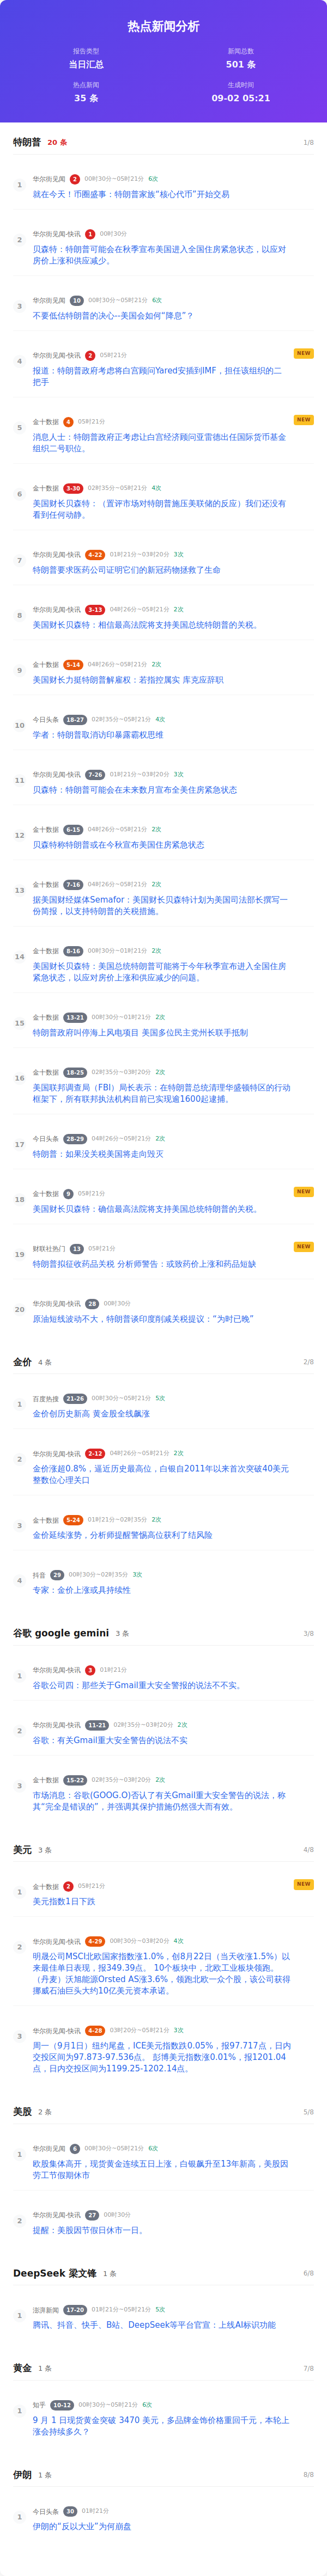 热点新闻分析
报告类型
新闻总数
当日汇总
501 条
热点新闻
生成时间
35 条
09-02 05:21
特朗普 20 条 1/8
1
华尔街见闻 2 00时30分~05时21分 6次
就在今天！币圈盛事：特朗普家族“核心代币”开始交易
2
华尔街见闻-快讯 1 00时30分
贝森特：特朗普可能会在秋季宣布美国进入全国住房紧急状态，以应对
房价上涨和供应减少。
3
华尔街见闻 10 00时30分~05时21分 6次
不要低估特朗普的决心--美国会如何“降息”？
4
华尔街见闻-快讯 2 05时21分 NEW
报道：特朗普政府考虑将白宫顾问Yared安插到IMF，担任该组织的二
把手
5
金十数据 4 05时21分 NEW
消息人士：特朗普政府正考虑让白宫经济顾问亚雷德出任国际货币基金
组织二号职位。
6
金十数据 3-30 02时35分~05时21分 4次
美国财长贝森特：（置评市场对特朗普施压美联储的反应）我们还没有
看到任何动静。
7
华尔街见闻-快讯 4-22 01时21分~03时20分 3次
特朗普要求医药公司证明它们的新冠药物拯救了生命
8
华尔街见闻-快讯 3-13 04时26分~05时21分 2次
美国财长贝森特：相信最高法院将支持美国总统特朗普的关税。
9
金十数据 5-14 04时26分~05时21分 2次
美国财长力挺特朗普解雇权：若指控属实 库克应辞职
10
今日头条 18-27 02时35分~05时21分 4次
学者：特朗普取消访印暴露霸权思维
11
华尔街见闻-快讯 7-26 01时21分~03时20分 3次
贝森特：特朗普可能会在未来数月宣布全美住房紧急状态
12
金十数据 6-15 04时26分~05时21分 2次
贝森特称特朗普或在今秋宣布美国住房紧急状态
13
金十数据 7-16 04时26分~05时21分 2次
据美国财经媒体Semafor：美国财长贝森特计划为美国司法部长撰写一
份简报，以支持特朗普的关税措施。
14
金十数据 8-16 00时30分~01时21分 2次
美国财长贝森特：美国总统特朗普可能将于今年秋季宣布进入全国住房
紧急状态，以应对房价上涨和供应减少的问题。
15
金十数据 13-21 00时30分~01时21分 2次
特朗普政府叫停海上风电项目 美国多位民主党州长联手抵制
16
金十数据 18-25 02时35分~03时20分 2次
美国联邦调查局（FBI）局长表示：在特朗普总统清理华盛顿特区的行动
框架下，所有联邦执法机构目前已实现逾1600起逮捕。
17
今日头条 28-29 04时26分~05时21分 2次
特朗普：如果没关税美国将走向毁灭
18
金十数据 9 05时21分 NEW
美国财长贝森特：确信最高法院将支持美国总统特朗普的关税。
19
财联社热门 13 05时21分 NEW
特朗普拟征收药品关税 分析师警告：或致药价上涨和药品短缺
20
华尔街见闻-快讯 28 00时30分
原油短线波动不大，特朗普谈印度削减关税提议：“为时已晚”
金价 4 条 2/8
1
百度热搜 21-26 00时30分~05时21分 5次
金价创历史新高 黄金股全线飙涨
2
华尔街见闻-快讯 2-12 04时26分~05时21分 2次
金价涨超0.8%，逼近历史最高位，白银自2011年以来首次突破40美元
整数位心理关口
3
金十数据 5-24 01时21分~02时35分 2次
金价延续涨势，分析师提醒警惕高位获利了结风险
4
抖音 29 00时30分~02时35分 3次
专家：金价上涨或具持续性
谷歌 google gemini 3 条 3/8
1
华尔街见闻-快讯 3 01时21分
谷歌公司四：那些关于Gmail重大安全警报的说法不不实。
2
华尔街见闻-快讯 11-21 02时35分~03时20分 2次
谷歌：有关Gmail重大安全警告的说法不实
3
金十数据 15-22 02时35分~03时20分 2次
市场消息：谷歌(GOOG.O)否认了有关Gmail重大安全警告的说法，称
其“完全是错误的”，并强调其保护措施仍然强大而有效。
美元 3 条 4/8
1
金十数据 2 05时21分 NEW
美元指数1日下跌
2
华尔街见闻-快讯 4-29 00时30分~03时20分 4次
明晟公司MSCI北欧国家指数涨1.0%，创8月22日（当天收涨1.5%）以
来最佳单日表现，报349.39点。 10个板块中，北欧工业板块领跑。
（丹麦）沃旭能源Orsted AS涨3.6%，领跑北欧一众个股，该公司获得
挪威石油巨头大约10亿美元资本承诺。
3
华尔街见闻-快讯 4-28 03时20分~05时21分 3次
周一（9月1日）纽约尾盘，ICE美元指数跌0.05%，报97.717点，日内
交投区间为97.873-97.536点。 彭博美元指数涨0.01%，报1201.04
点，日内交投区间为1199.25-1202.14点。
美股 2 条 5/8
1
华尔街见闻 6 00时30分~05时21分 6次
欧股集体高开，现货黄金连续五日上涨，白银飙升至13年新高，美股因
劳工节假期休市
2
华尔街见闻-快讯 27 00时30分
提醒：美股因节假日休市一日。
DeepSeek 梁文锋 1 条 6/8
1
澎湃新闻 17-20 01时21分~05时21分 5次
腾讯、抖音、快手、B站、DeepSeek等平台官宣：上线AI标识功能
黄金 1 条 7/8
1
知乎 10-12 00时30分~05时21分 6次
9 月 1 日现货黄金突破 3470 美元，多品牌金饰价格重回千元，本轮上
涨会持续多久？
伊朗 1 条 8/8
1
今日头条 30 01时21分
伊朗的“反以大业”为何崩盘